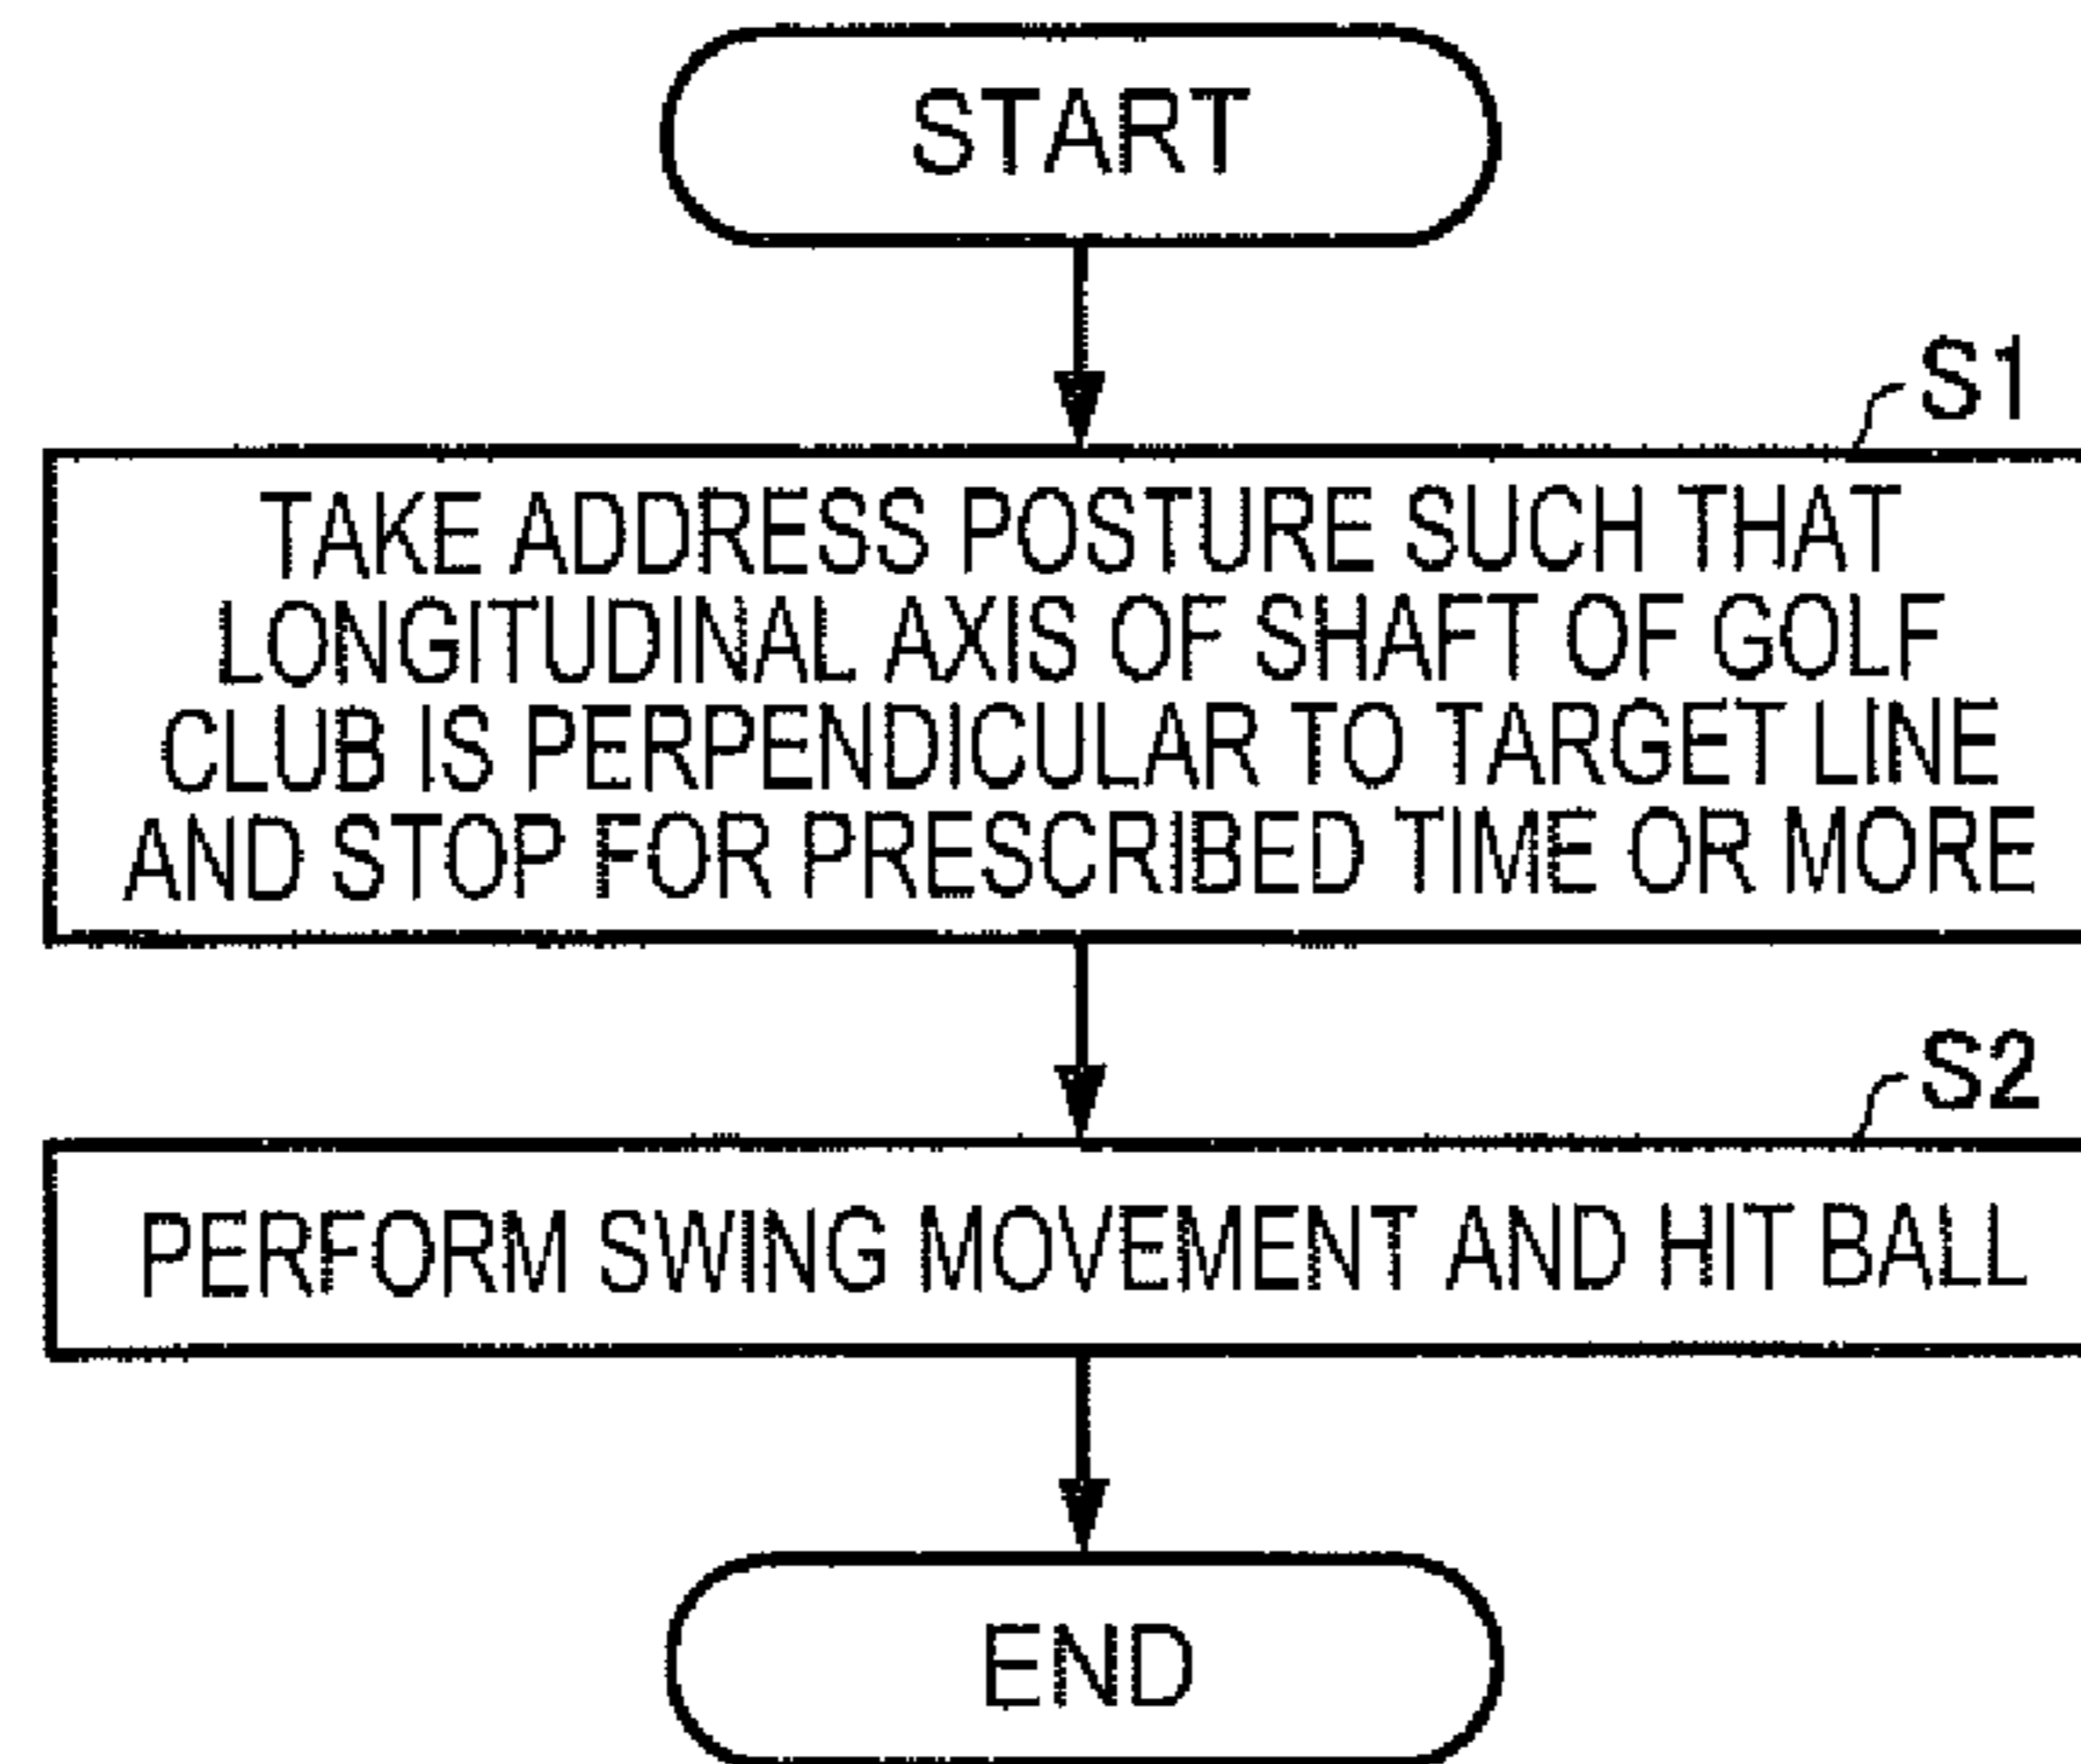 START
S1
TAKE ADDRESS POSTURE SUCH THAT
LONGITUDINAL AXIS OF SHAFT OF GOLF
CLUB IS PERPENDICULAR TO TARGET LINE
AND STOP FOR PRESCRIBED TIME OR MORE
S2
PERFORM SWING MOVEMENT AND HIT BALL
END